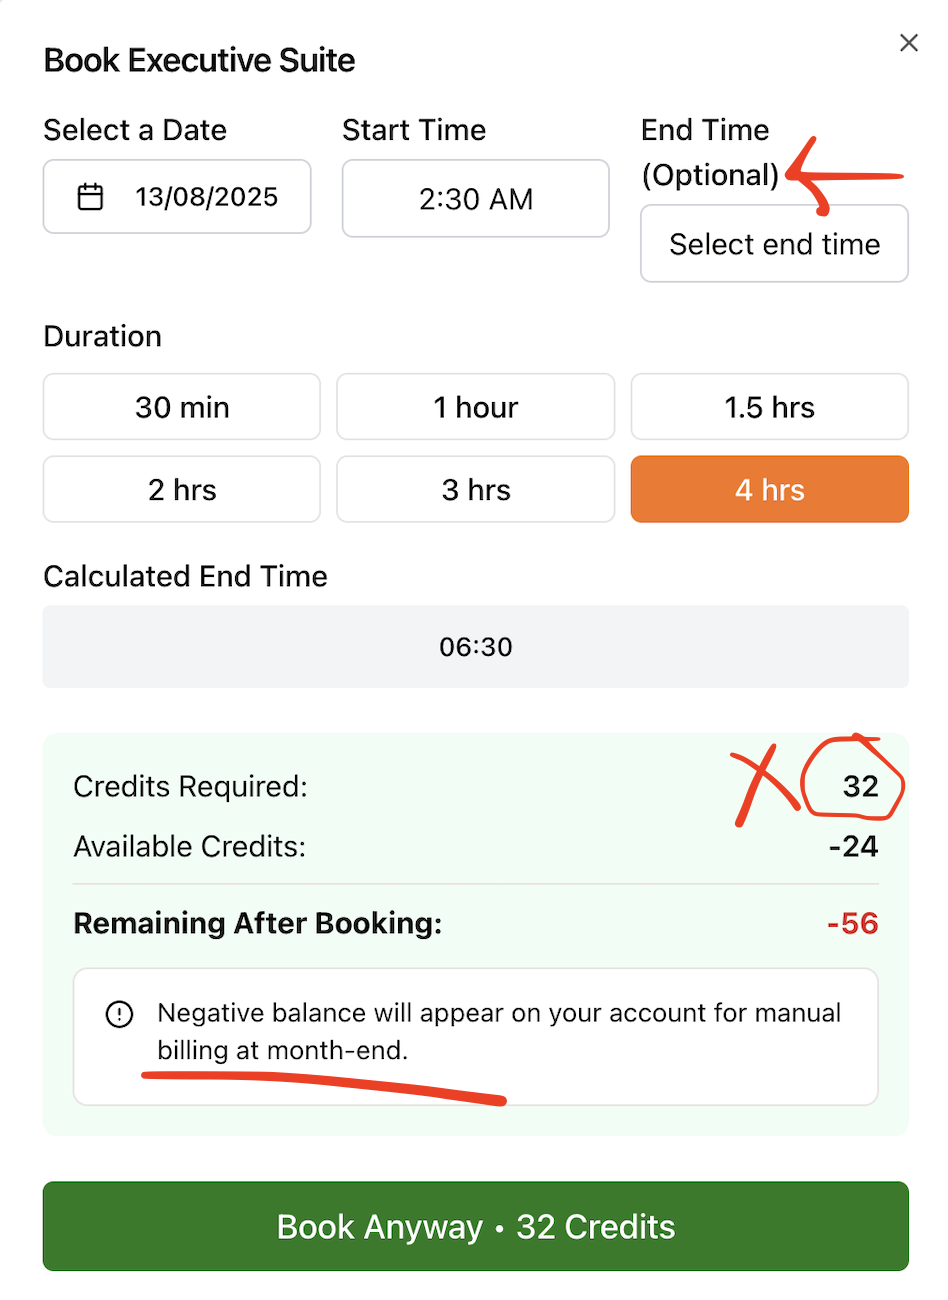 Book Executive Suite
Select a Date
Start Time
End Time
(Optional)
13/08/2025
2:30 AM
Select end time
Duration
30 min
1 hour
1.5 hrs
2 hrs
3 hrs
4 hrs
Calculated End Time
06:30
Credits Required: 32
Available Credits: -24
Remaining After Booking: -56
Negative balance will appear on your account for manual
billing at month-end.
Book Anyway • 32 Credits